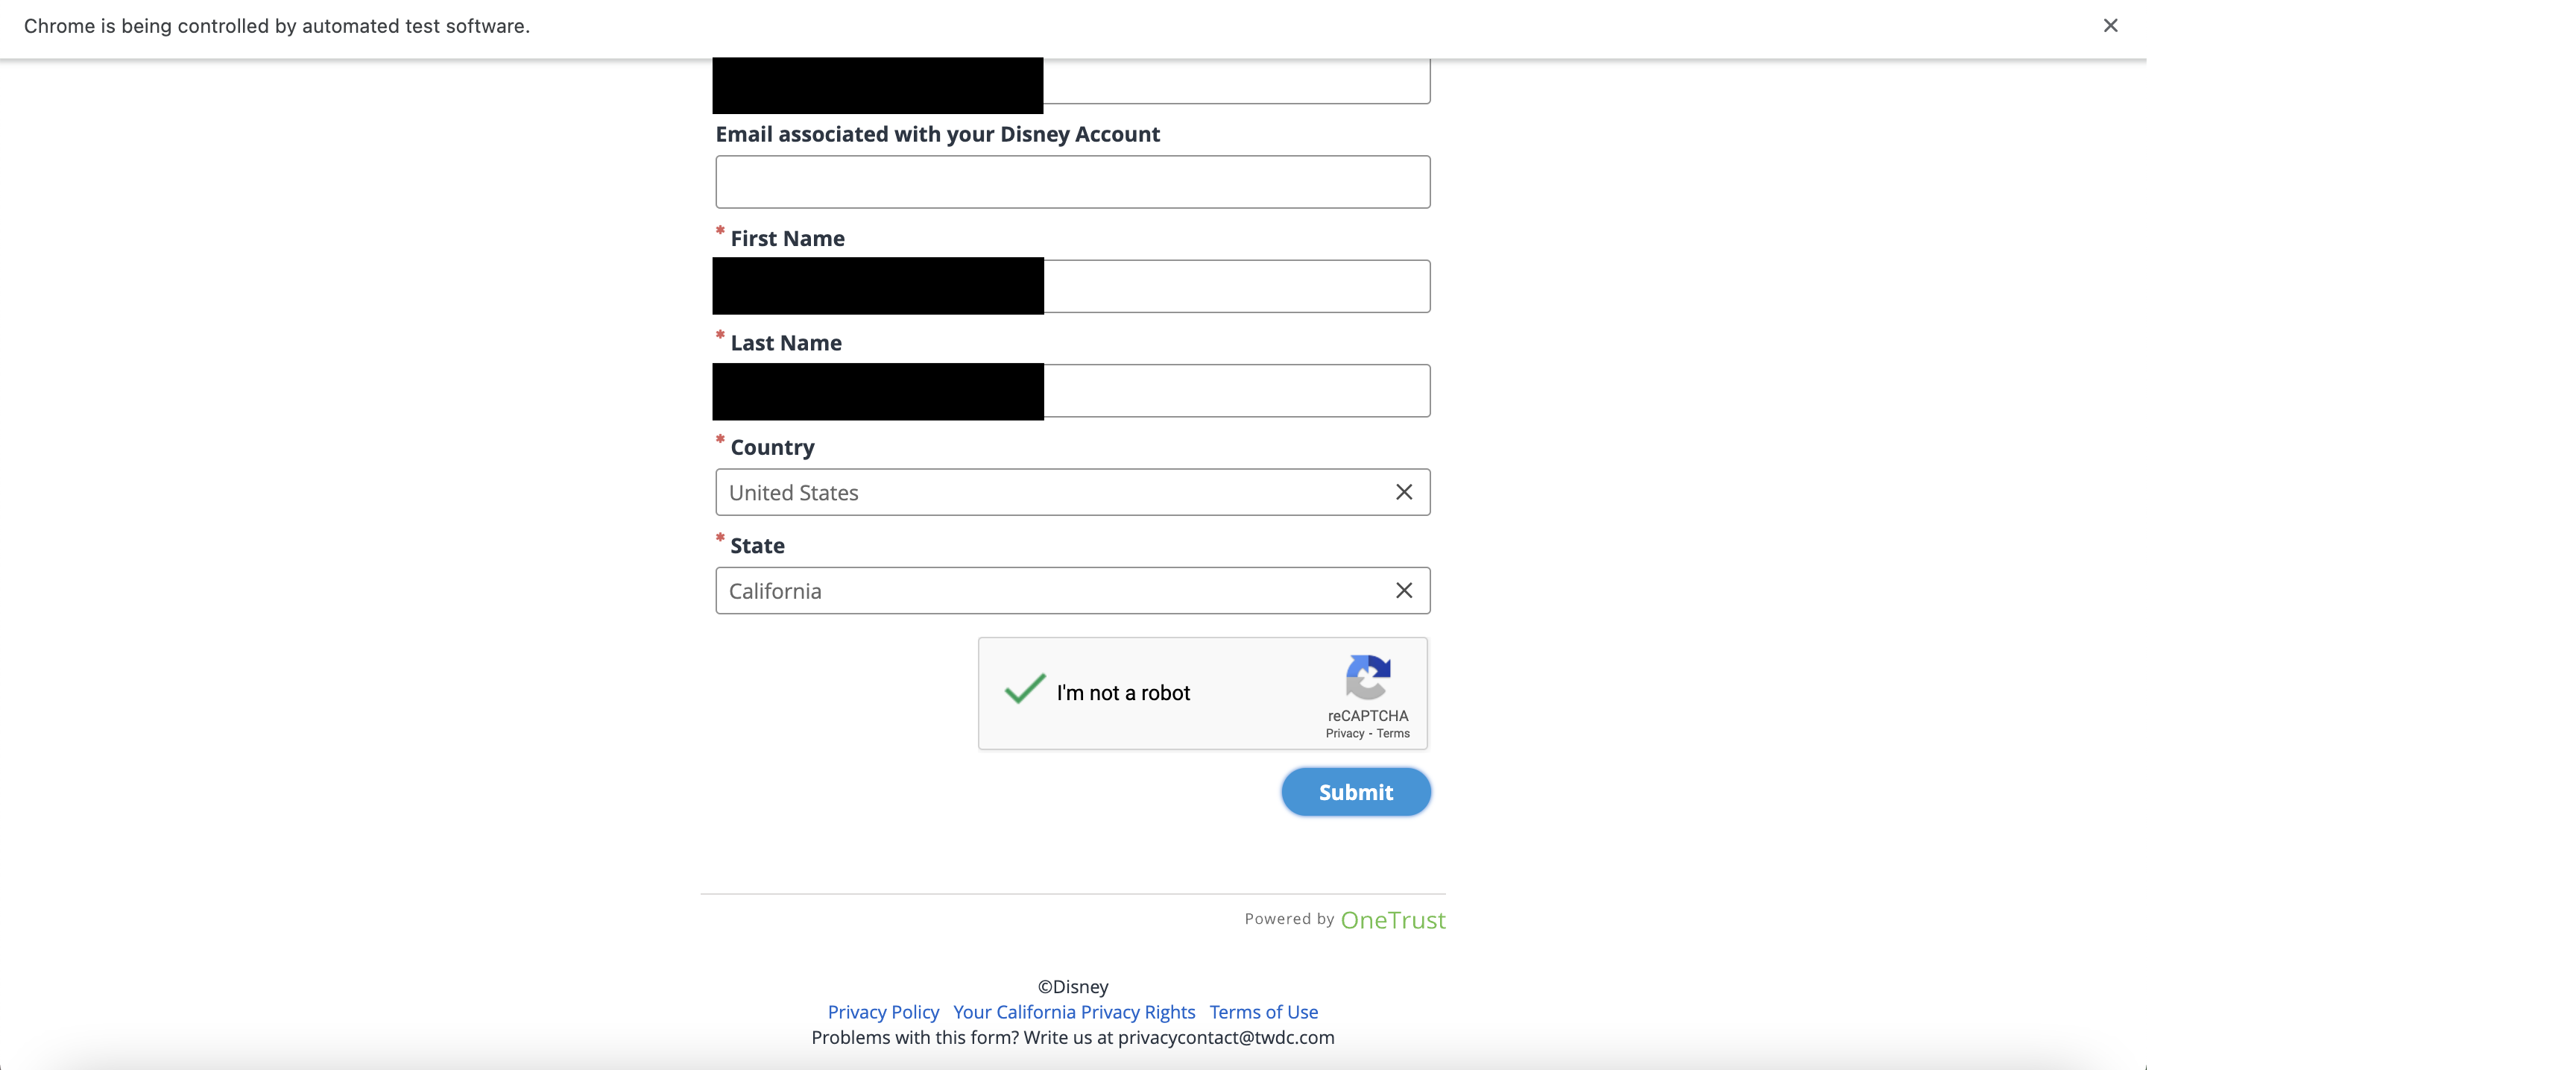 Chrome is being controlled by automated test software.
Email associated with your Disney Account
* First Name
* Last Name
* Country
United States
* State
California
I'm not a robot
reCAPTCHA
Privacy - Terms
Submit
Powered by OneTrust
©Disney
Privacy Policy Your California Privacy Rights Terms of Use
Problems with this form? Write us at privacycontact@twdc.com